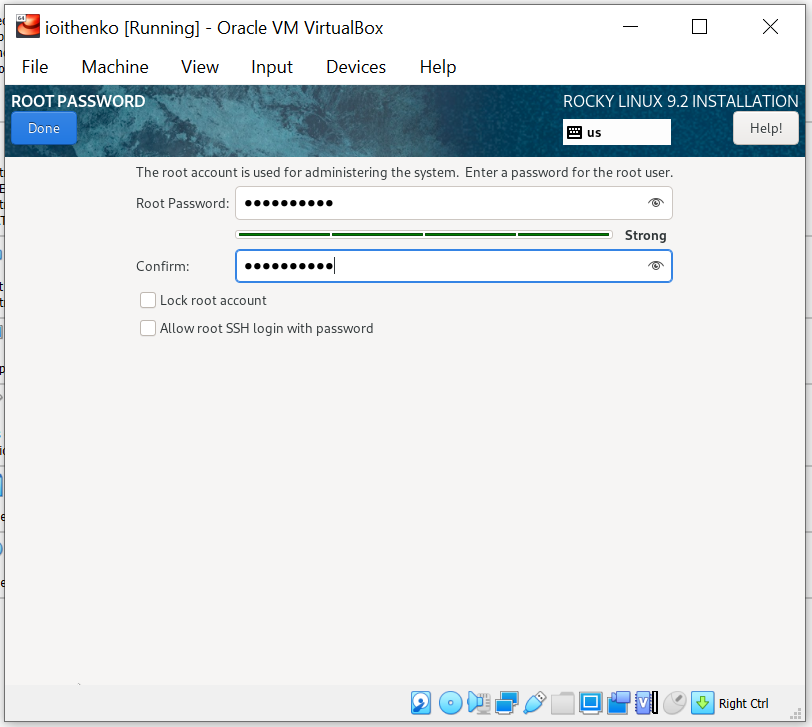 ioithenko [Running] - Oracle VM VirtualBox
File Machine View Input Devices Help
ROOT PASSWORD
ROCKY LINUX 9.2 INSTALLATION
Done
us
Help!
The root account is used for administering the system. Enter a password for the root user.
Root Password: ●●●●●●●●●●
Strong
Confirm: ●●●●●●●●●●
Lock root account
Allow root SSH login with password
Right Ctrl